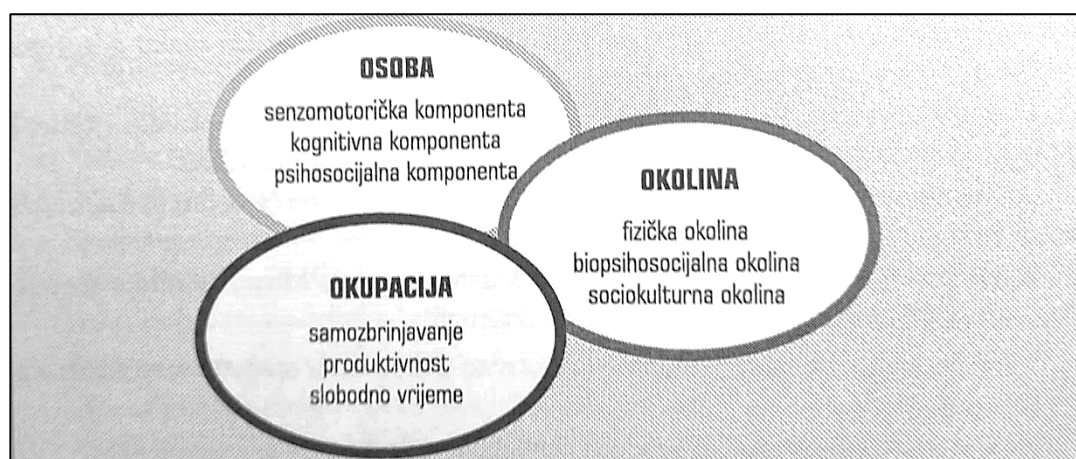 OSOBA
senzomotorička komponenta
kognitivna komponenta
psihosocijalna komponenta
OKOLINA
fizička okolina
biopsihosocijalna okolina
sociokulturna okolina
OKUPACIJA
samozbrinjavanje
produktivnost
slobodno vrijeme